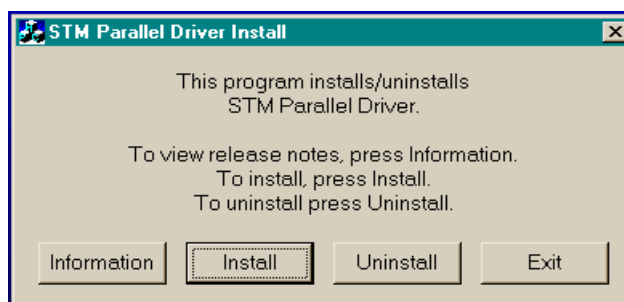 STM Parallel Driver Install
This program installs/uninstalls
STM Parallel Driver.
To view release notes, press Information.
To install, press Install.
To uninstall press Uninstall.
Information Install Uninstall Exit